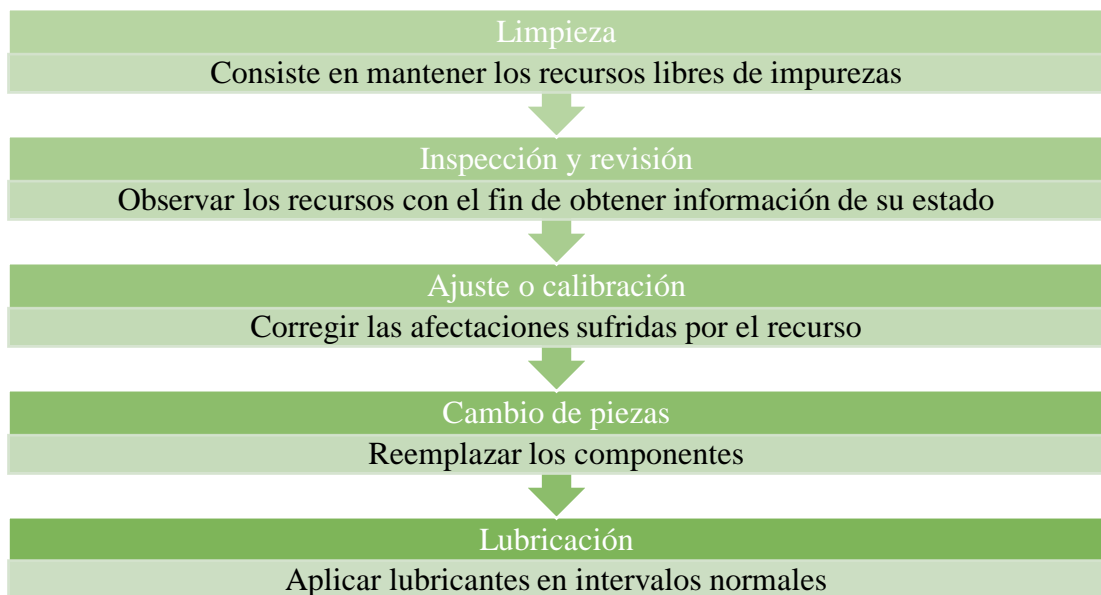 Limpieza
Consiste en mantener los recursos libres de impurezas
Inspección y revisión
Observar los recursos con el fin de obtener información de su estado
Ajuste o calibración
Corregir las afectaciones sufridas por el recurso
Cambio de piezas
Reemplazar los componentes
Lubricación
Aplicar lubricantes en intervalos normales